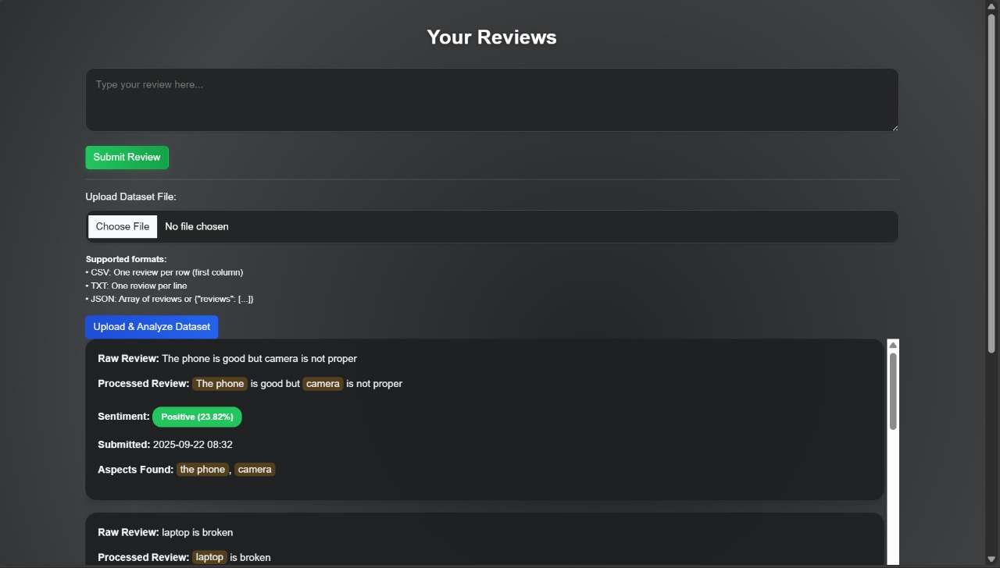 Your Reviews
Type your review here...
Submit Review
Upload Dataset File:
Choose File No file chosen
Supported formats:
• CSV: One review per row (first column)
• TXT: One review per line
• JSON: Array of reviews or {"reviews": [...]}
Upload & Analyze Dataset
Raw Review: The phone is good but camera is not proper
Processed Review: The phone is good but camera is not proper
Sentiment: Positive (23.82%)
Submitted: 2025-09-22 08:32
Aspects Found: the phone, camera
Raw Review: laptop is broken
Processed Review: laptop is broken